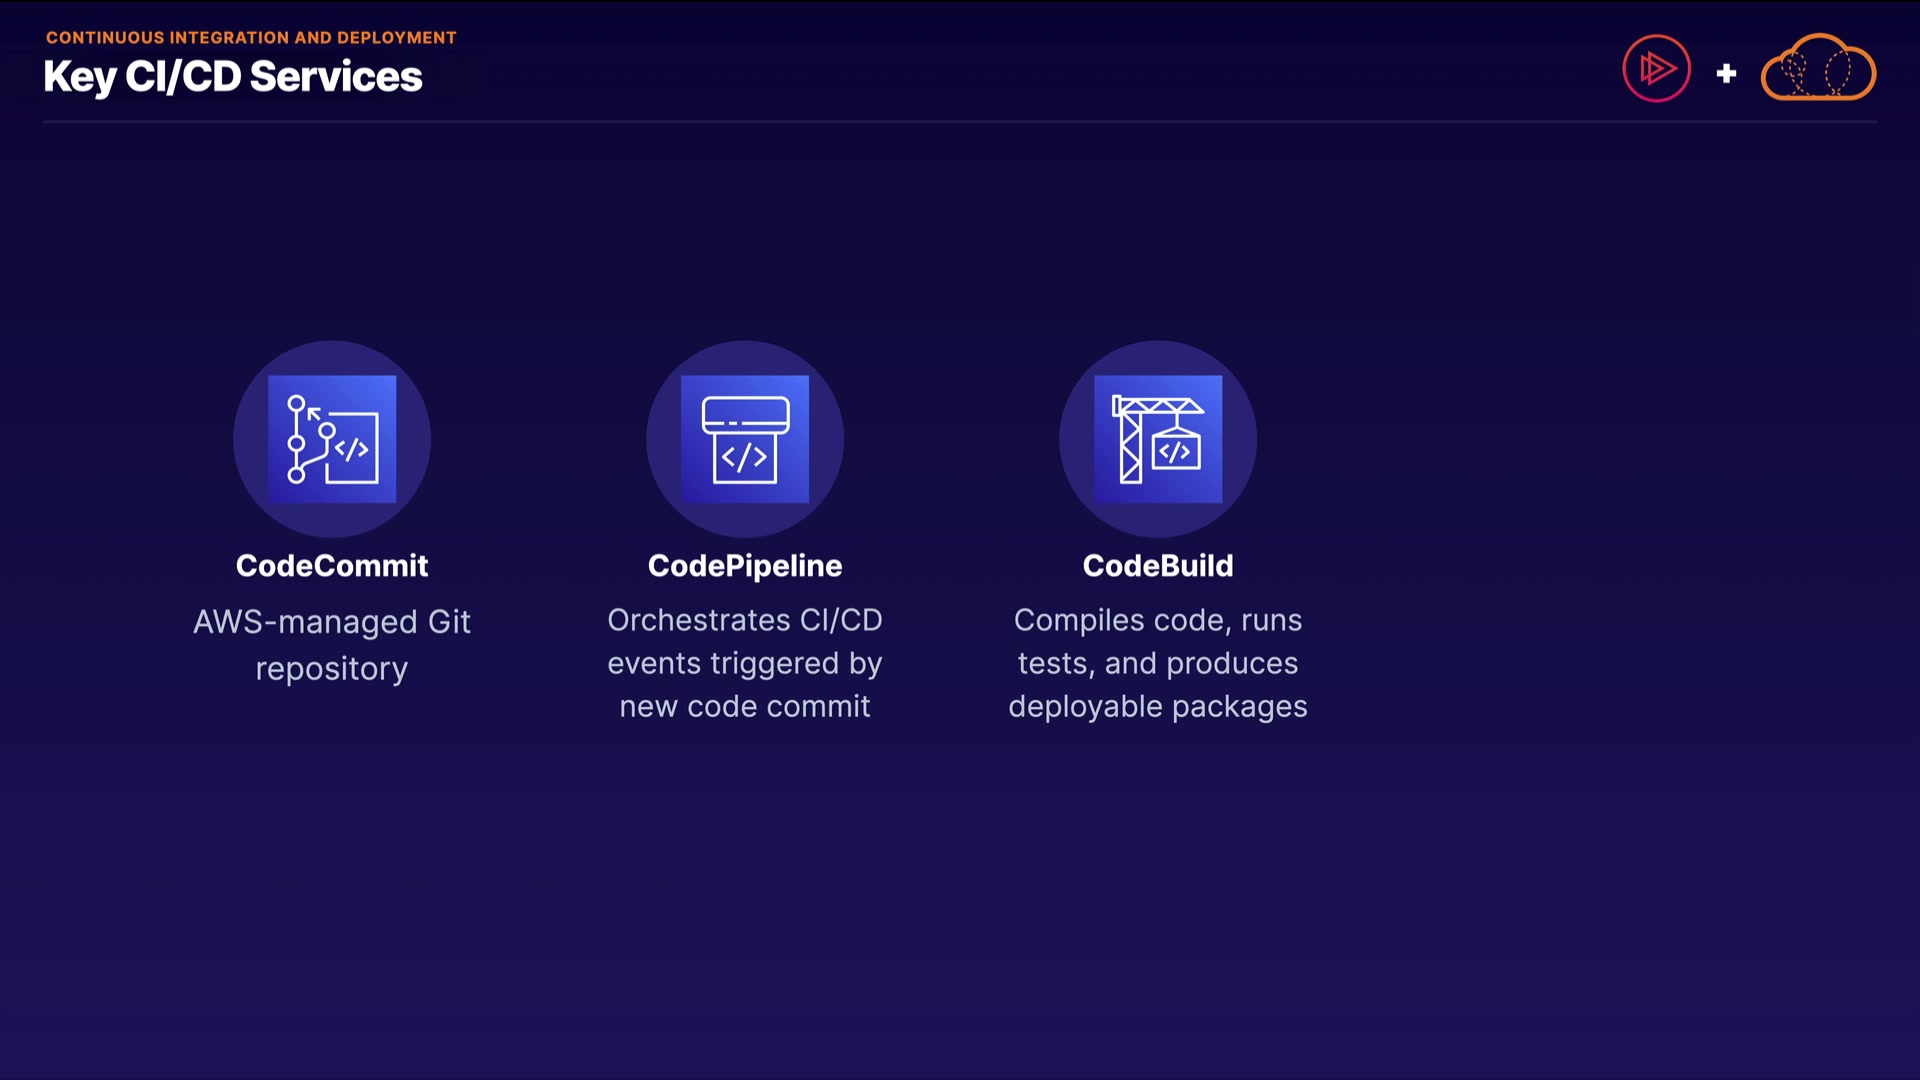 CONTINUOUS INTEGRATION AND DEPLOYMENT
Key CI/CD Services
CodeCommit
AWS-managed Git
repository
CodePipeline
Orchestrates CI/CD
events triggered by
new code commit
CodeBuild
Compiles code, runs
tests, and produces
deployable packages